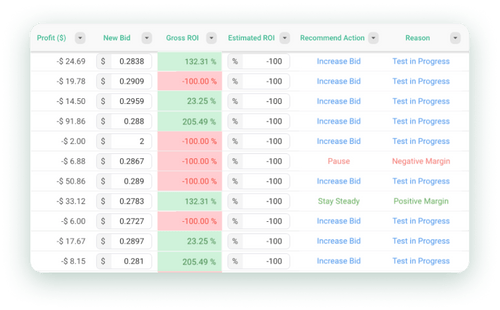 Profit ($) New Bid Gross ROI Estimated ROI Recommend Action Reason
-$ 24.69 $ 0.2838 132.31 % % -100 Increase Bid Test in Progress
-$ 19.78 $ 0.2909 -100.00 % % -100 Increase Bid Test in Progress
-$ 14.50 $ 0.2959 23.25 % % -100 Increase Bid Test in Progress
-$ 91.86 $ 0.288 205.49 % % -100 Increase Bid Test in Progress
-$ 2.00 $ 2 -100.00 % % -100 Increase Bid Test in Progress
-$ 6.88 $ 0.2867 -100.00 % % -100 Pause Negative Margin
-$ 50.86 $ 0.289 -100.00 % % -100 Increase Bid Test in Progress
-$ 33.12 $ 0.2783 132.31 % % -100 Stay Steady Positive Margin
-$ 6.00 $ 0.2727 -100.00 % % -100 Increase Bid Test in Progress
-$ 17.67 $ 0.2897 23.25 % % -100 Increase Bid Test in Progress
-$ 8.15 $ 0.281 205.49 % % -100 Increase Bid Test in Progress